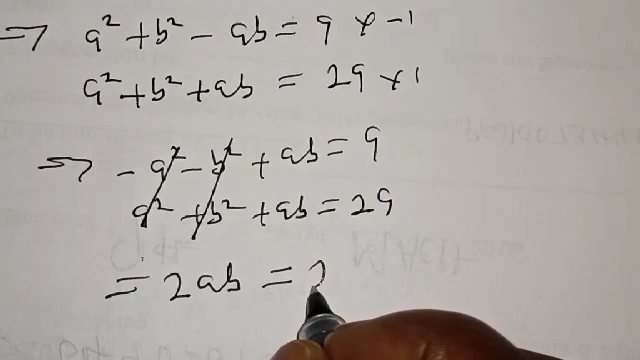 => a² + b² - ab = 9 × -1
a² + b² + ab = 29 × 1
=> - a² - b² + ab = 9
a² + b² + ab = 29
= 2ab = 2